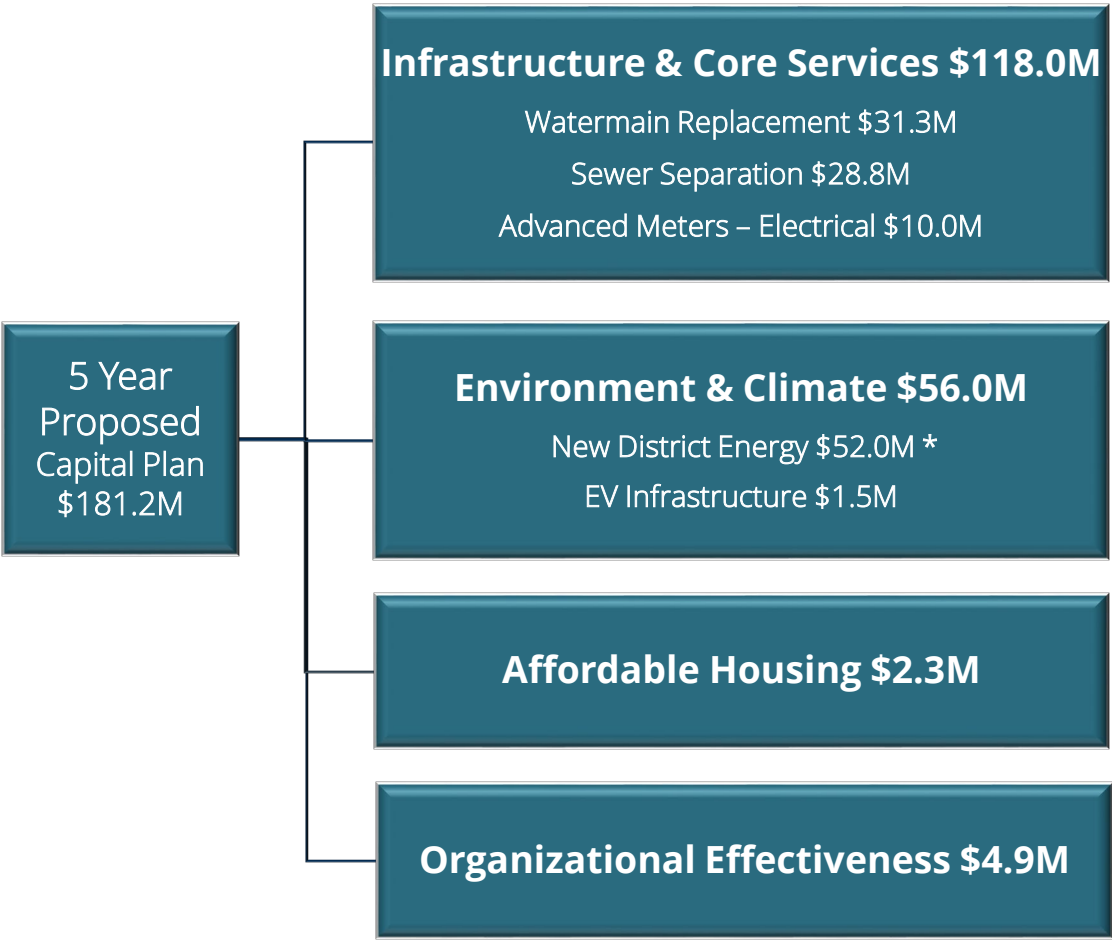 Infrastructure & Core Services $118.0M
Watermain Replacement $31.3M
Sewer Separation $28.8M
Advanced Meters – Electrical $10.0M
5 Year
Proposed
Capital Plan
$181.2M
Environment & Climate $56.0M
New District Energy $52.0M *
EV Infrastructure $1.5M
Affordable Housing $2.3M
Organizational Effectiveness $4.9M